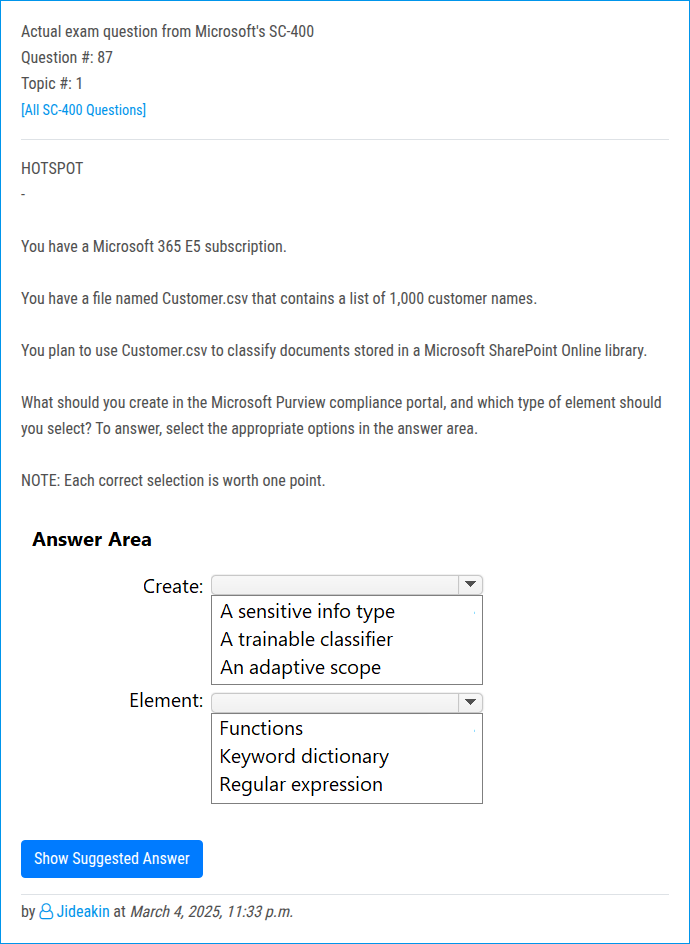 Actual exam question from Microsoft's SC-400
Question #: 87
Topic #: 1
[All SC-400 Questions]
HOTSPOT
-
You have a Microsoft 365 E5 subscription.
You have a file named Customer.csv that contains a list of 1,000 customer names.
You plan to use Customer.csv to classify documents stored in a Microsoft SharePoint Online library.
What should you create in the Microsoft Purview compliance portal, and which type of element should
you select? To answer, select the appropriate options in the answer area.
NOTE: Each correct selection is worth one point.
Answer Area
Create:
A sensitive info type
A trainable classifier
An adaptive scope
Element:
Functions
Keyword dictionary
Regular expression
Show Suggested Answer
by Jideakin at March 4, 2025, 11:33 p.m.